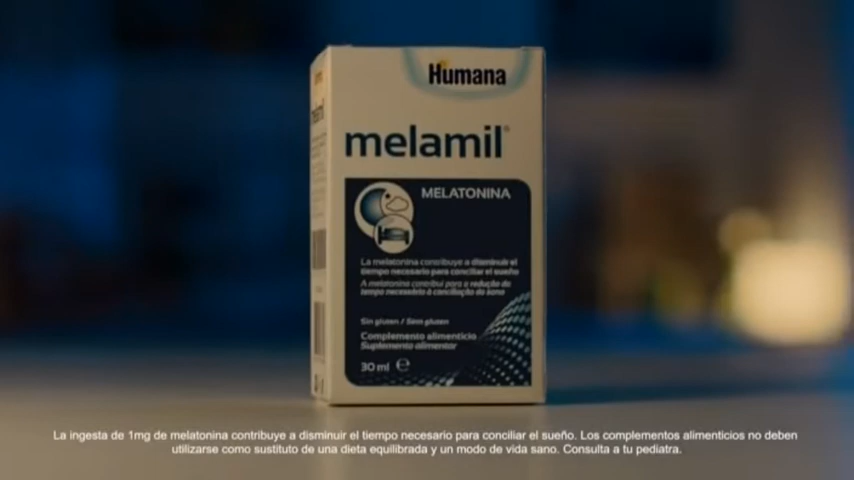 Humana
melamil®
MELATONINA
La melatonina contribuye a disminuir el
tiempo necesario para conciliar el sueño
A melatonina contribui para a redução do
tempo necessário à conciliação do sono
Sin gluten / Sem glúten
Complemento alimenticio
Suplemento alimentar
30 ml e
La ingesta de 1mg de melatonina contribuye a disminuir el tiempo necesario para conciliar el sueño. Los complementos alimenticios no deben
utilizarse como sustituto de una dieta equilibrada y un modo de vida sano. Consulta a tu pediatra.